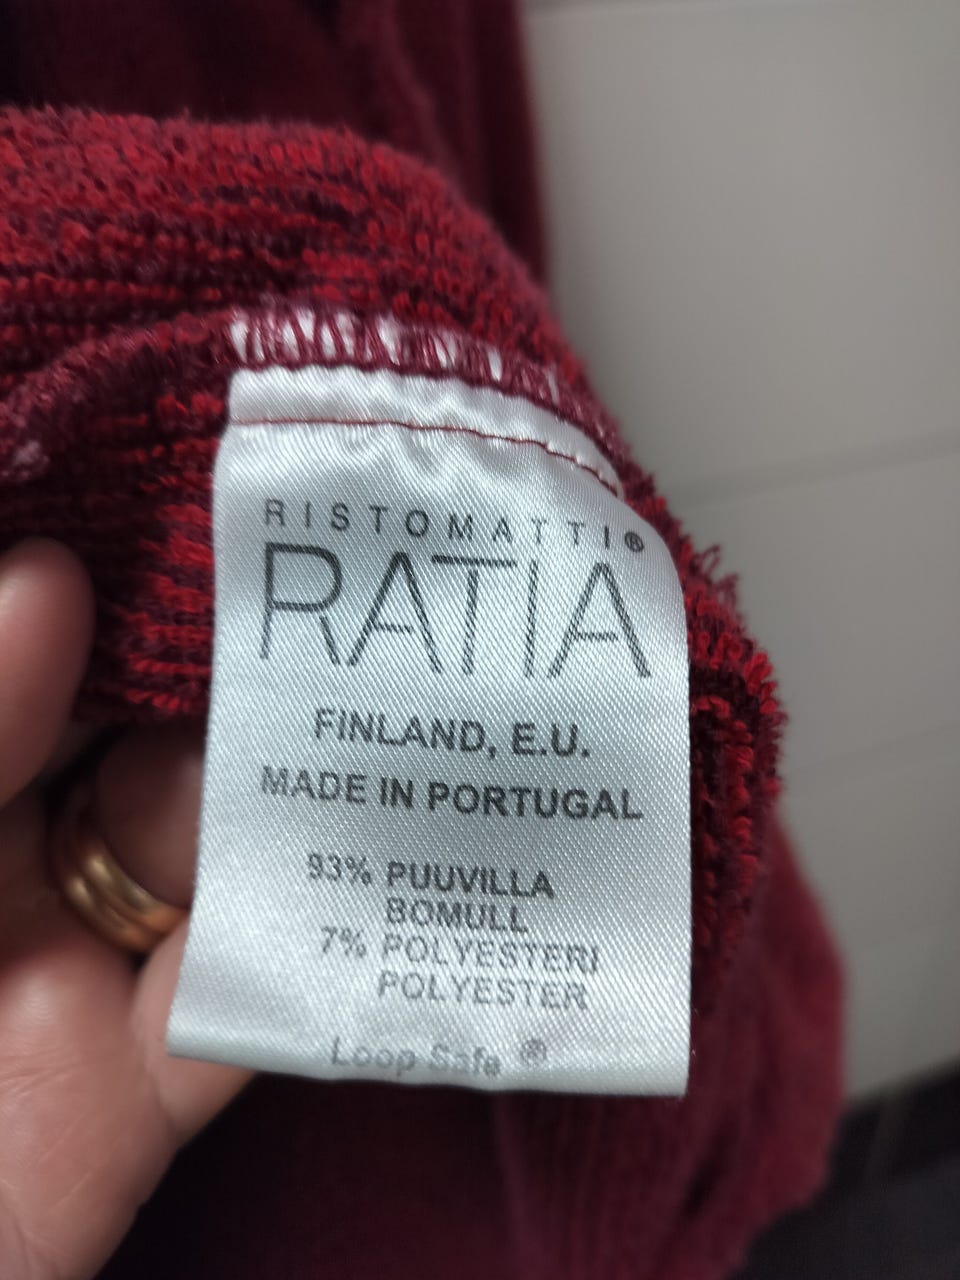 RISTOMATTI®
RATIA
FINLAND, E.U.
MADE IN PORTUGAL
93% PUUVILLA
BOMULL
7% POLYESTERI
POLYESTER
Loop Safe ®